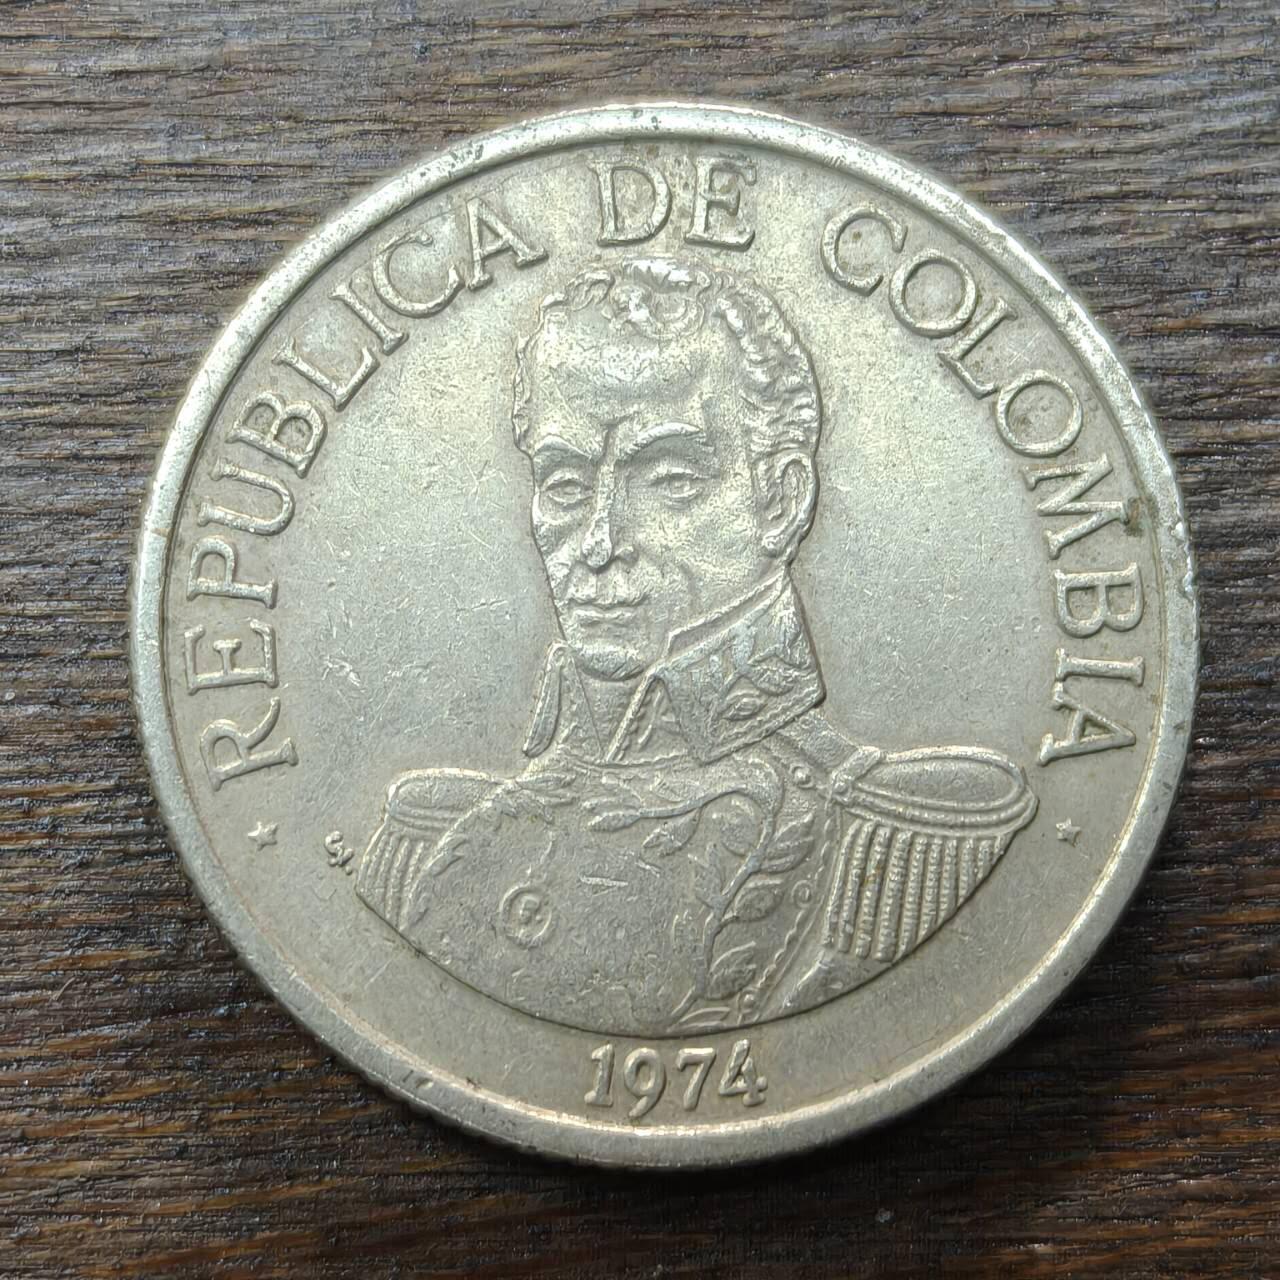 REPUBLICA DE COLOMBIA
1974